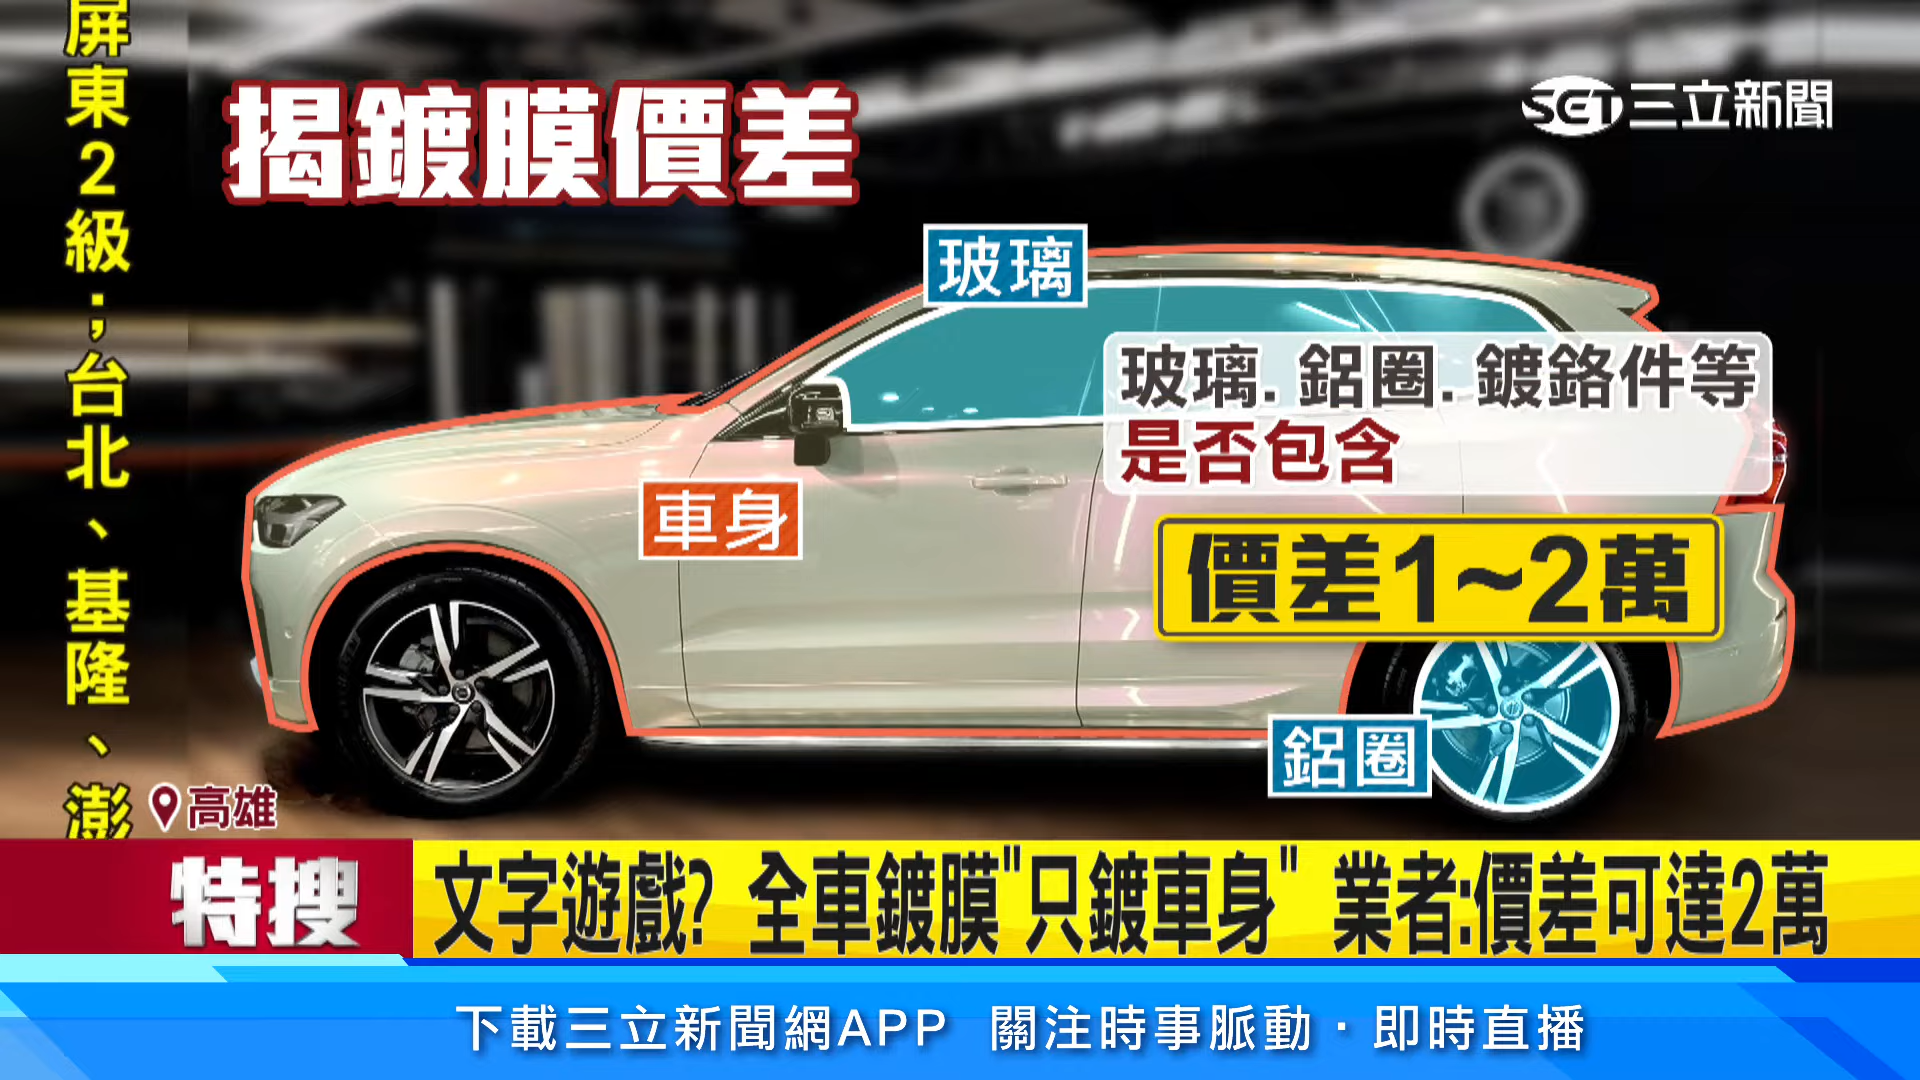 屏東2級；台北、基隆、澎
揭鍍膜價差
SET三立新聞
玻璃
玻璃.鋁圈.鍍鉻件等
是否包含
車身
價差1~2萬
鋁圈
高雄
特搜
文字遊戲? 全車鍍膜"只鍍車身" 業者:價差可達2萬
下載三立新聞網APP 關注時事脈動・即時直播